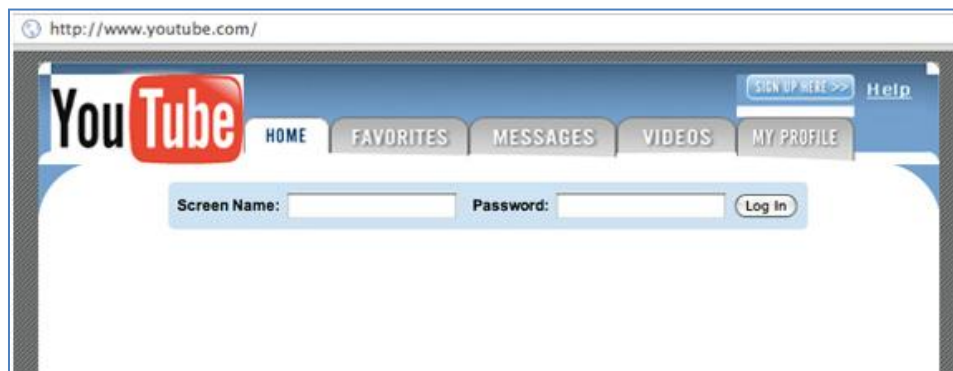 http://www.youtube.com/
YouTube
SIGN UP HERE >> Help
HOME FAVORITES MESSAGES VIDEOS MY PROFILE
Screen Name: Password: Log In